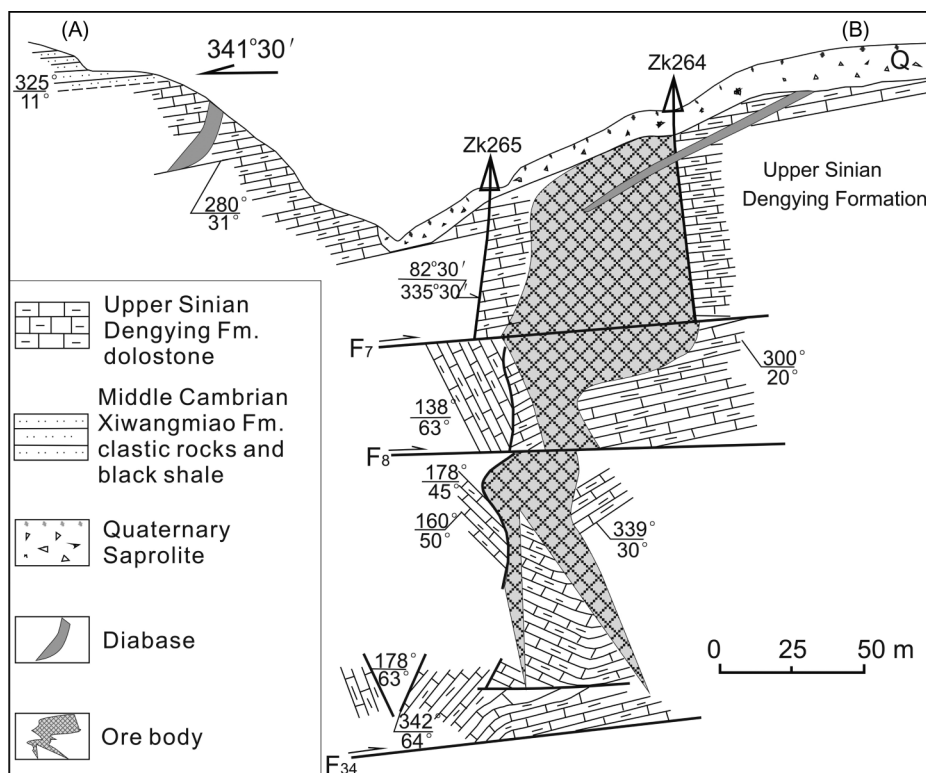 (A)
(B)
341°30′
325°
11°
Zk264
Q
Zk265
280°
31°
Upper Sinian
Dengying Formation
82°30′
335°30′
F7
300°
20°
138°
63°
F8
178°
45°
160°
50°
339°
30°
178°
63°
342°
64°
F34
0 25 50 m
Upper Sinian
Dengying Fm.
dolostone
Middle Cambrian
Xiwangmiao Fm.
clastic rocks and
black shale
Quaternary
Saprolite
Diabase
Ore body